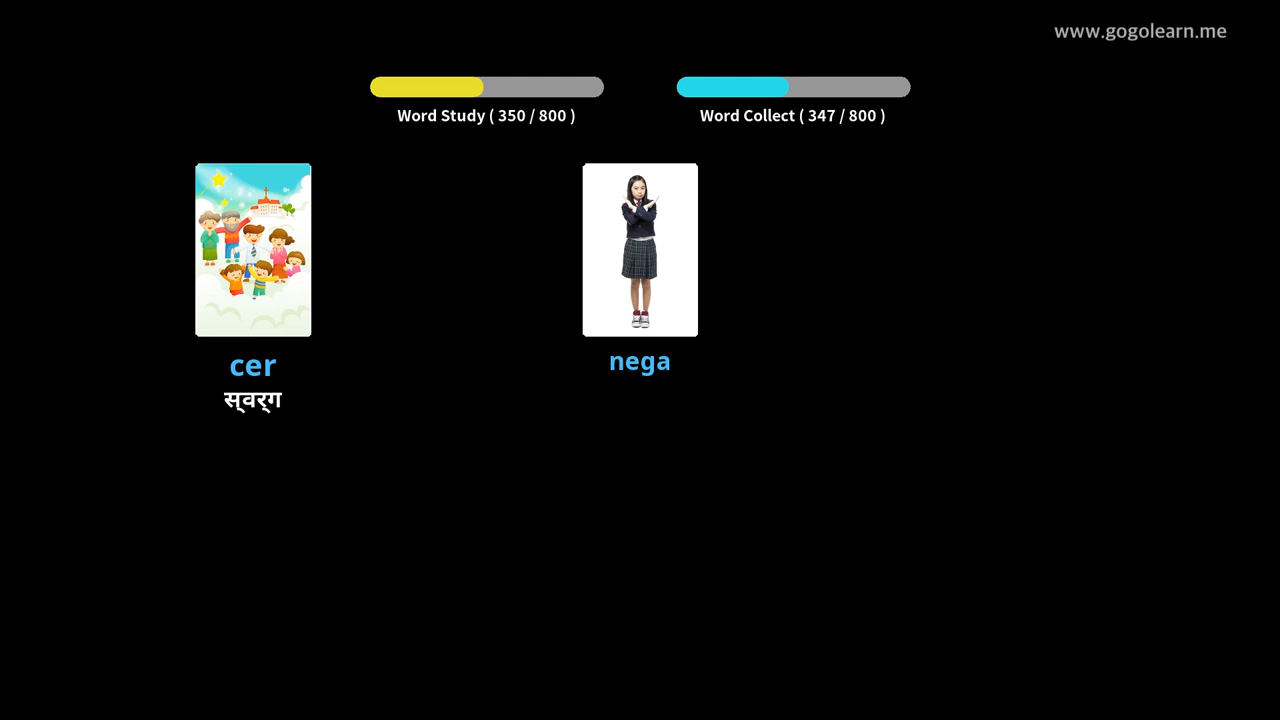 www.gogolearn.me
Word Study ( 350 / 800 )
Word Collect ( 347 / 800 )
cer
स्वर्ग
nega